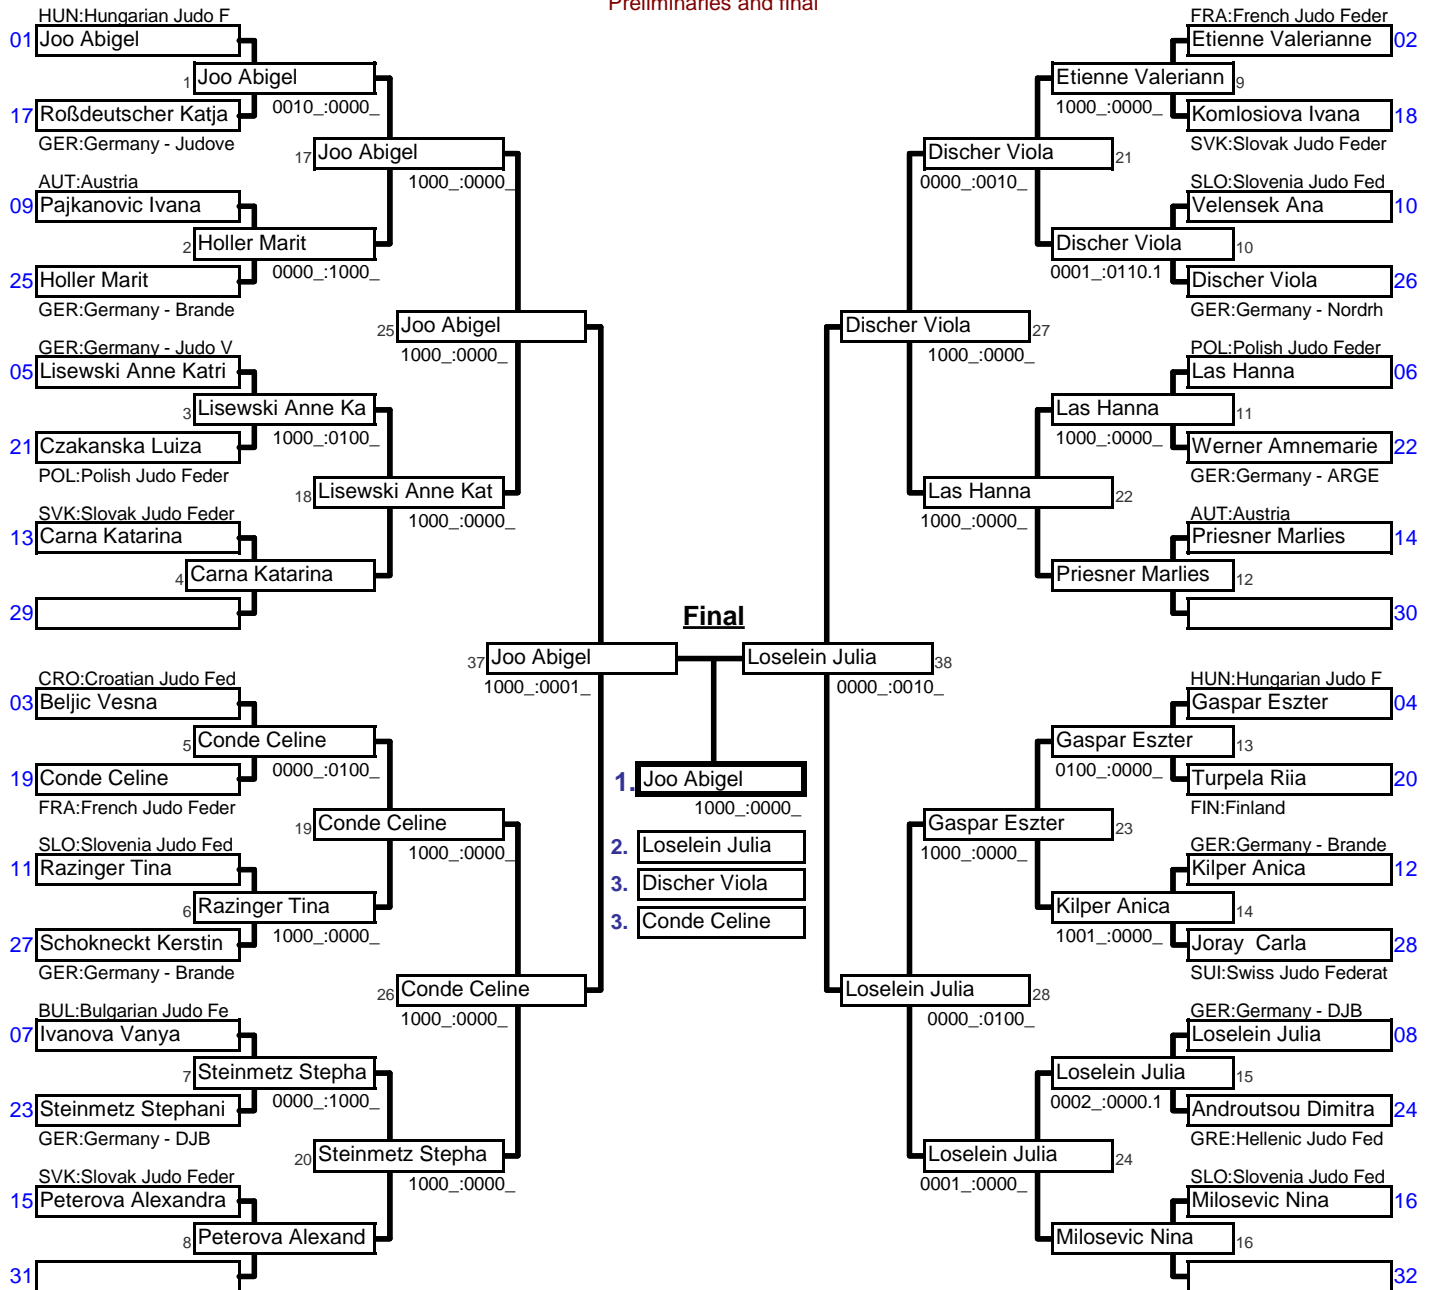 Preliminaries and final
HUN:Hungarian Judo F
01 Joo Abigel
1 Joo Abigel
0010_:0000_
17 Roßdeutscher Katja
GER:Germany - Judove
17 Joo Abigel
1000_:0000_
AUT:Austria
09 Pajkanovic Ivana
2 Holler Marit
0000_:1000_
25 Holler Marit
GER:Germany - Brande
25 Joo Abigel
1000_:0000_
GER:Germany - Judo V
05 Lisewski Anne Katri
3 Lisewski Anne Ka
1000_:0100_
21 Czakanska Luiza
POL:Polish Judo Feder
18 Lisewski Anne Kat
1000_:0000_
SVK:Slovak Judo Feder
13 Carna Katarina
4 Carna Katarina
29
37 Joo Abigel
1000_:0001_
CRO:Croatian Judo Fed
03 Beljic Vesna
5 Conde Celine
0000_:0100_
19 Conde Celine
FRA:French Judo Feder
19 Conde Celine
1000_:0000_
SLO:Slovenia Judo Fed
11 Razinger Tina
6 Razinger Tina
1000_:0000_
27 Schokneckt Kerstin
GER:Germany - Brande
26 Conde Celine
1000_:0000_
BUL:Bulgarian Judo Fe
07 Ivanova Vanya
7 Steinmetz Stepha
0000_:1000_
23 Steinmetz Stephani
GER:Germany - DJB
20 Steinmetz Stepha
1000_:0000_
SVK:Slovak Judo Feder
15 Peterova Alexandra
8 Peterova Alexand
31
Final
1. Joo Abigel
1000_:0000_
2. Loselein Julia
3. Discher Viola
3. Conde Celine
FRA:French Judo Feder
Etienne Valerianne 02
Etienne Valeriann 9
1000_:0000_
Komlosiova Ivana 18
SVK:Slovak Judo Feder
Discher Viola 21
0000_:0010_
SLO:Slovenia Judo Fed
Velensek Ana 10
Discher Viola 10
0001_:0110.1
Discher Viola 26
GER:Germany - Nordrh
Discher Viola 27
1000_:0000_
POL:Polish Judo Feder
Las Hanna 06
Las Hanna 11
1000_:0000_
Werner Amnemarie 22
GER:Germany - ARGE
Las Hanna 22
1000_:0000_
AUT:Austria
Priesner Marlies 14
Priesner Marlies 12
30
Loselein Julia 38
0000_:0010_
HUN:Hungarian Judo F
Gaspar Eszter 04
Gaspar Eszter 13
0100_:0000_
Turpela Riia 20
FIN:Finland
Gaspar Eszter 23
1000_:0000_
GER:Germany - Brande
Kilper Anica 12
Kilper Anica 14
1001_:0000_
Joray Carla 28
SUI:Swiss Judo Federat
Loselein Julia 28
0000_:0100_
GER:Germany - DJB
Loselein Julia 08
Loselein Julia 15
0002_:0000.1
Androutsou Dimitra 24
GRE:Hellenic Judo Fed
Loselein Julia 24
0001_:0000_
SLO:Slovenia Judo Fed
Milosevic Nina 16
Milosevic Nina 16
32